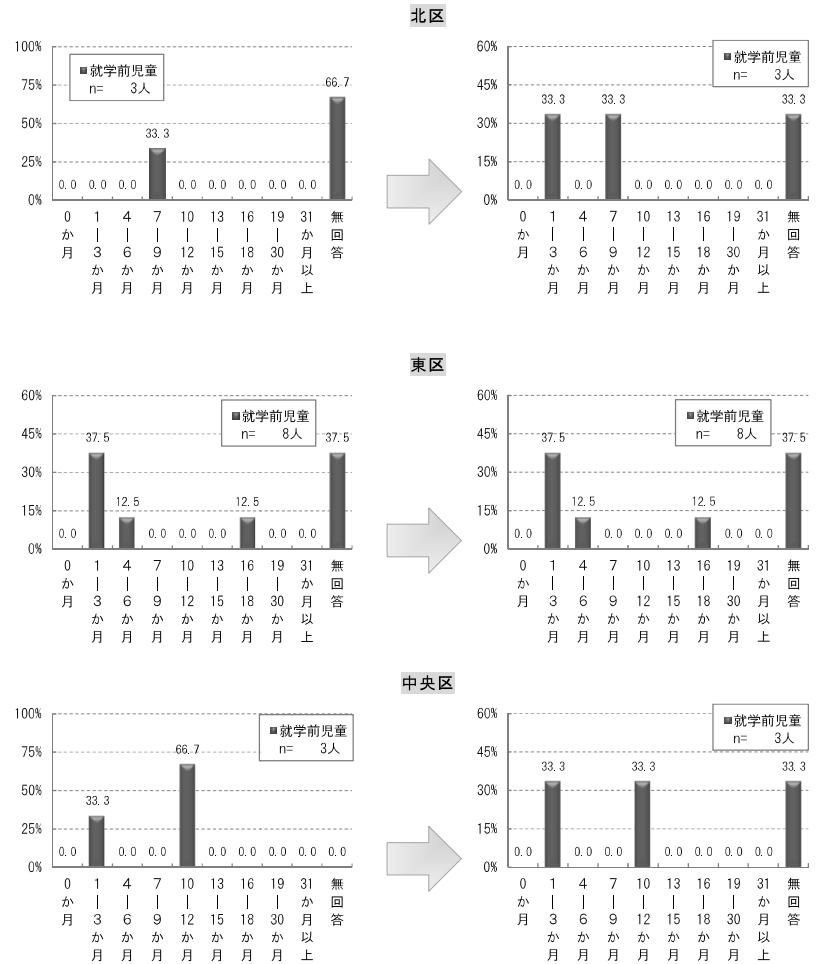 北区
100%
75%
50%
25%
0%
■就学前児童
n= 3人
0.0 0.0 0.0 33.3 0.0 0.0 0.0 0.0 0.0 66.7
0か月
1―3か月
4―6か月
7―9か月
10―12か月
13―15か月
16―18か月
19―30か月
31か月以上
無回答
60%
45%
30%
15%
0%
■就学前児童
n= 3人
0.0 33.3 0.0 33.3 0.0 0.0 0.0 0.0 0.0 33.3
0か月
1―3か月
4―6か月
7―9か月
10―12か月
13―15か月
16―18か月
19―30か月
31か月以上
無回答
東区
60%
45%
30%
15%
0%
■就学前児童
n= 8人
0.0 37.5 12.5 0.0 0.0 0.0 12.5 0.0 0.0 37.5
0か月
1―3か月
4―6か月
7―9か月
10―12か月
13―15か月
16―18か月
19―30か月
31か月以上
無回答
60%
45%
30%
15%
0%
■就学前児童
n= 8人
0.0 37.5 12.5 0.0 0.0 0.0 12.5 0.0 0.0 37.5
0か月
1―3か月
4―6か月
7―9か月
10―12か月
13―15か月
16―18か月
19―30か月
31か月以上
無回答
中央区
100%
75%
50%
25%
0%
■就学前児童
n= 3人
0.0 33.3 0.0 0.0 66.7 0.0 0.0 0.0 0.0 0.0
0か月
1―3か月
4―6か月
7―9か月
10―12か月
13―15か月
16―18か月
19―30か月
31か月以上
無回答
60%
45%
30%
15%
0%
■就学前児童
n= 3人
0.0 33.3 0.0 0.0 33.3 0.0 0.0 0.0 0.0 33.3
0か月
1―3か月
4―6か月
7―9か月
10―12か月
13―15か月
16―18か月
19―30か月
31か月以上
無回答